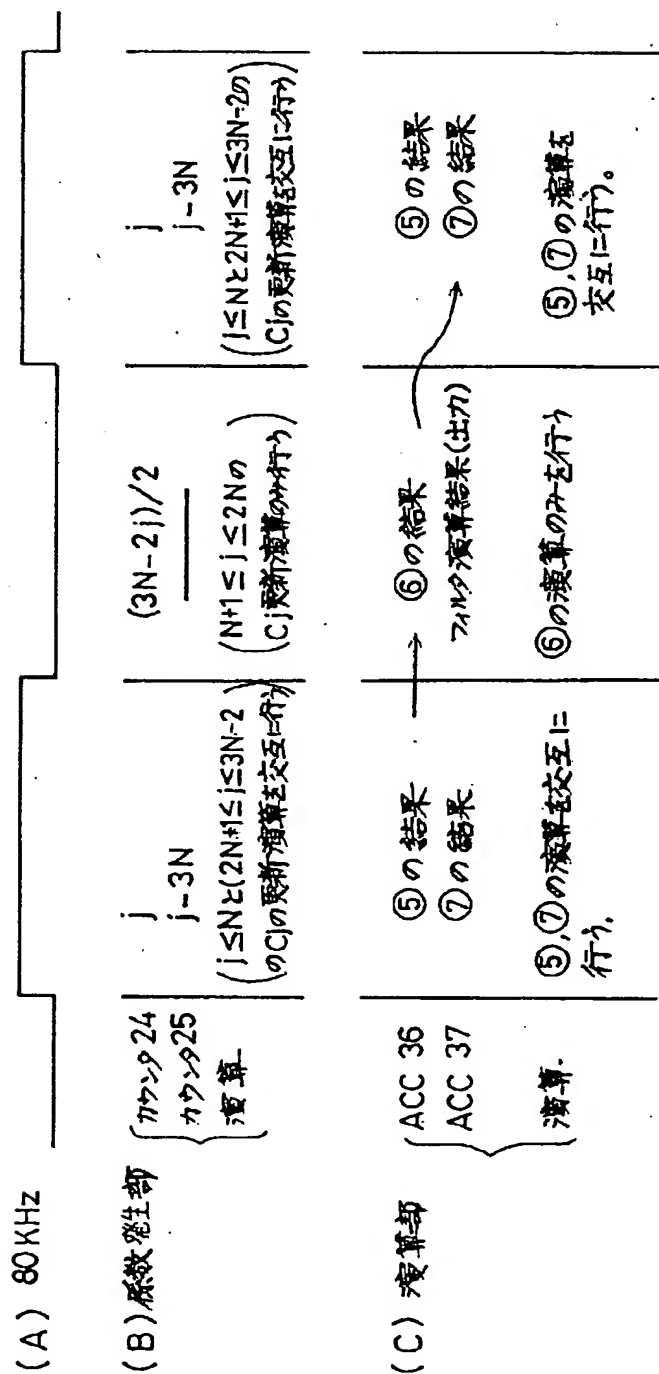 (A) 80KHz
(B) 係数発生部
カウンタ24
カウンタ25
演算
j
j-3N
(j≤Nと(2N+1≤j≤3N-2
のCjの更新演算を交互に行う)
(3N-2j)/2
(N+1≤j≤2Nの
Cj更新演算のみ行う)
j
j-3N
(j≤Nと2N+1≤j≤3N-2の
Cjの更新演算を交互に行う)
(C) 演算部
ACC 36
ACC 37
演算.
⑤の結果
⑦の結果
⑤,⑦の演算を交互に
行う.
⑥の結果
フィルタ演算結果(出力)
⑥の演算のみを行う
⑤の結果
⑦の結果
⑤,⑦の演算を
交互に行う。